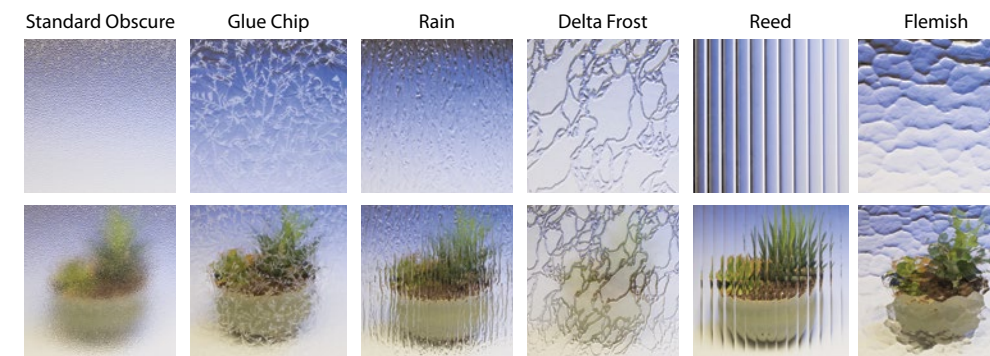 Standard Obscure
Glue Chip
Rain
Delta Frost
Reed
Flemish